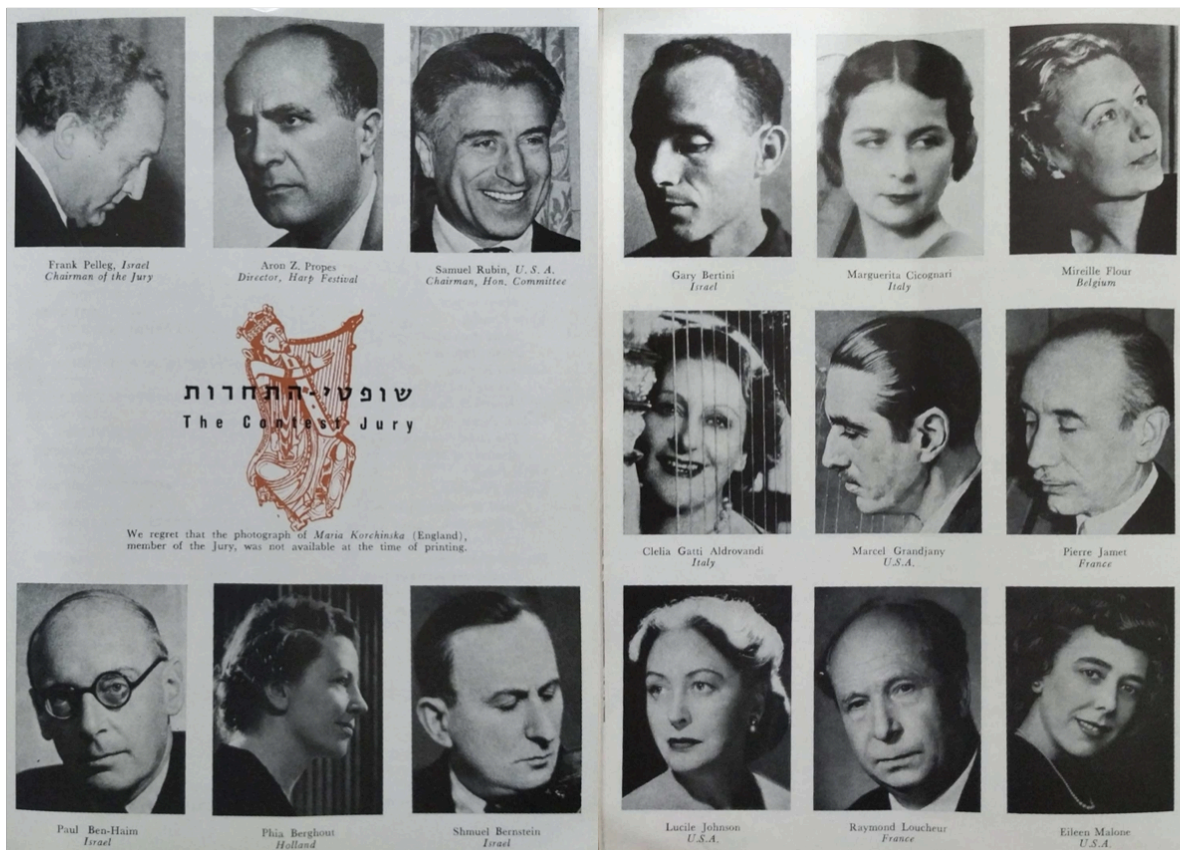 Frank Pelleg, Israel
Chairman of the Jury
Aron Z. Propes
Director, Harp Festival
Samuel Rubin, U. S. A.
Chairman, Hon. Committee
שופטי-התחרות
The Contest Jury
We regret that the photograph of Maria Korchinska (England),
member of the Jury, was not available at the time of printing.
Paul Ben-Haim
Israel
Phia Berghout
Holland
Shmuel Bernstein
Israel
Gary Bertini
Israel
Marguerita Cicognari
Italy
Mireille Flour
Belgium
Clelia Gatti Aldrovandi
Italy
Marcel Grandjany
U.S.A.
Pierre Jamet
France
Lucile Johnson
U.S.A.
Raymond Loucheur
France
Eileen Malone
U.S.A.